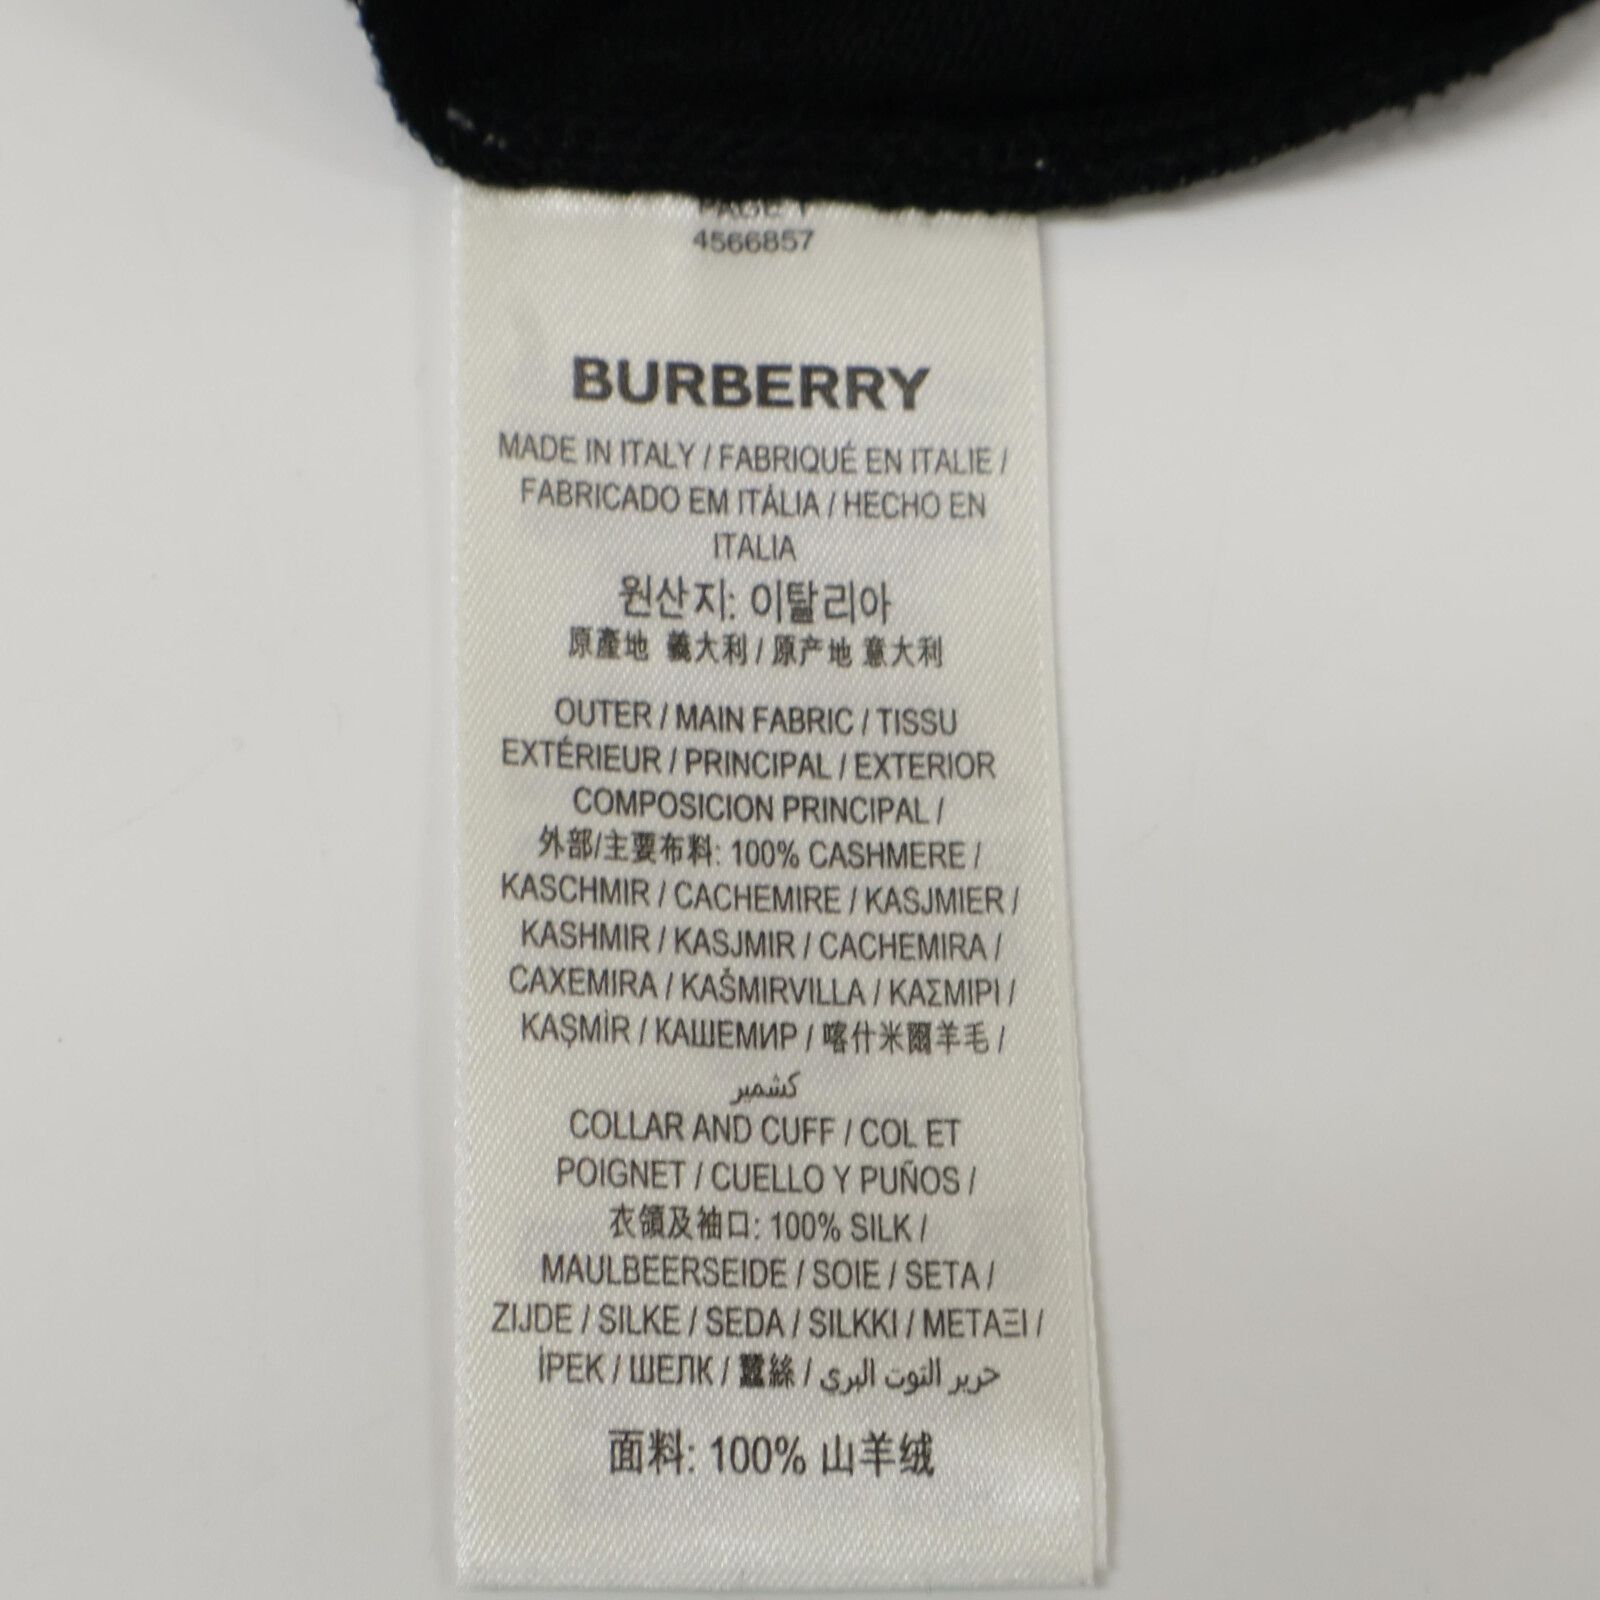 PAGE 1
4566857
BURBERRY
MADE IN ITALY / FABRIQUÉ EN ITALIE /
FABRICADO EM ITÁLIA / HECHO EN
ITALIA
원산지: 이탈리아
原產地 義大利 / 原产地 意大利
OUTER / MAIN FABRIC / TISSU
EXTÉRIEUR / PRINCIPAL / EXTERIOR
COMPOSICION PRINCIPAL /
外部/主要布料: 100% CASHMERE /
KASCHMIR / CACHEMIRE / KASJMIER /
KASHMIR / KASJMIR / CACHEMIRA /
CAXEMIRA / KAŠMIRVILLA / ΚΑΣΜΙΡΙ /
KAŞMİR / КАШЕМИР / 喀什米爾羊毛 /
كشمير
COLLAR AND CUFF / COL ET
POIGNET / CUELLO Y PUÑOS /
衣領及袖口: 100% SILK /
MAULBEERSEIDE / SOIE / SETA /
ZIJDE / SILKE / SEDA / SILKKI / ΜΕΤΑΞΙ /
İPEK / ШЕЛК / 蠶絲 / حرير التوت البري
面料: 100% 山羊绒